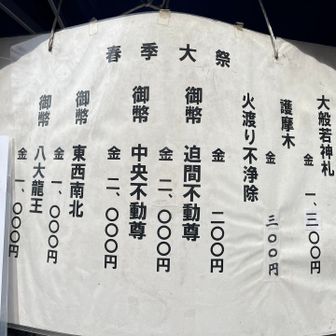 春季大祭
大般若神札
金 一、三〇〇円
護摩木
金 三〇〇円
火渡り不浄除
金 二〇〇円
御幣 迫間不動尊
金 二、〇〇〇円
御幣 中央不動尊
金 二、〇〇〇円
御幣 東西南北
金 一、〇〇〇円
御幣 八大龍王
金 一、〇〇〇円